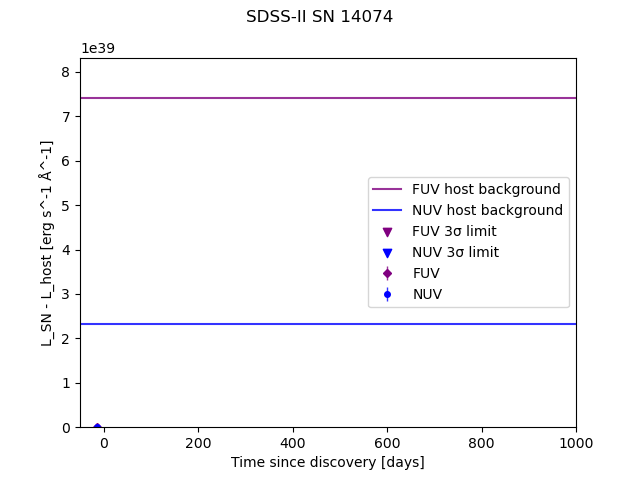 SDSS-II SN 14074
1e39
L_SN - L_host [erg s^-1 Å^-1]
8
7
6
5
4
3
2
1
0
FUV host background
NUV host background
FUV 3σ limit
NUV 3σ limit
FUV
NUV
0 200 400 600 800 1000
Time since discovery [days]